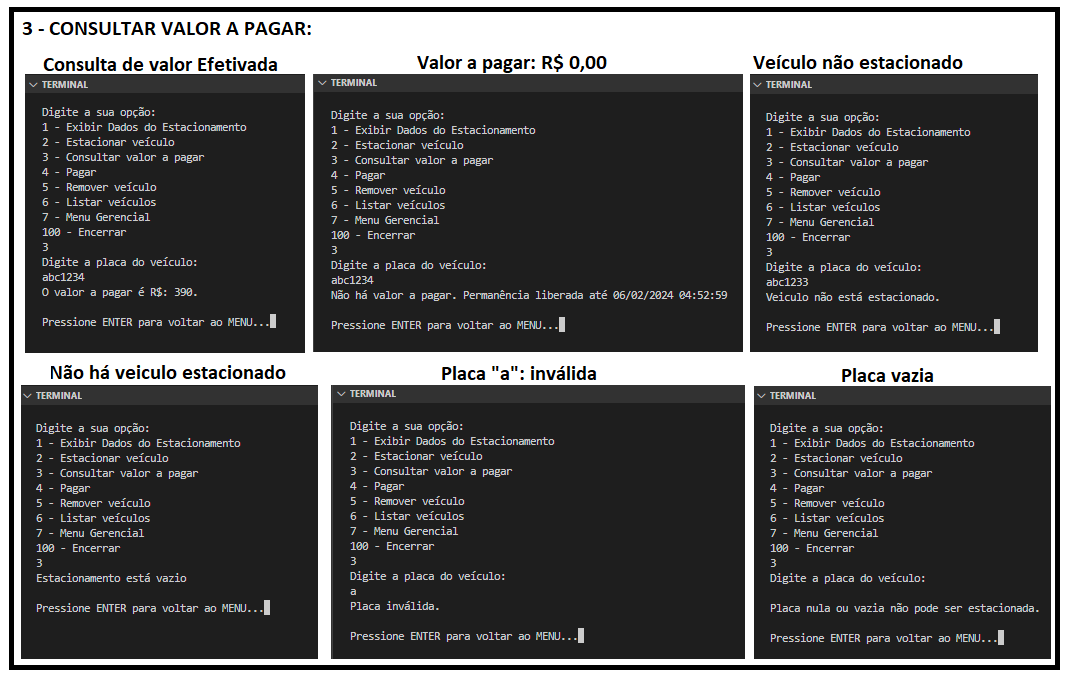 3 - CONSULTAR VALOR A PAGAR:
Consulta de valor Efetivada
TERMINAL
Digite a sua opção:
1 - Exibir Dados do Estacionamento
2 - Estacionar veículo
3 - Consultar valor a pagar
4 - Pagar
5 - Remover veículo
6 - Listar veículos
7 - Menu Gerencial
100 - Encerrar
3
Digite a placa do veículo:
abc1234
O valor a pagar é R$: 390.
Pressione ENTER para voltar ao MENU...
Valor a pagar: R$ 0,00
TERMINAL
Digite a sua opção:
1 - Exibir Dados do Estacionamento
2 - Estacionar veículo
3 - Consultar valor a pagar
4 - Pagar
5 - Remover veículo
6 - Listar veículos
7 - Menu Gerencial
100 - Encerrar
3
Digite a placa do veículo:
abc1234
Não há valor a pagar. Permanência liberada até 06/02/2024 04:52:59
Pressione ENTER para voltar ao MENU...
Veículo não estacionado
TERMINAL
Digite a sua opção:
1 - Exibir Dados do Estacionamento
2 - Estacionar veículo
3 - Consultar valor a pagar
4 - Pagar
5 - Remover veículo
6 - Listar veículos
7 - Menu Gerencial
100 - Encerrar
3
Digite a placa do veículo:
abc1233
Veiculo não está estacionado.
Pressione ENTER para voltar ao MENU...
Não há veiculo estacionado
TERMINAL
Digite a sua opção:
1 - Exibir Dados do Estacionamento
2 - Estacionar veículo
3 - Consultar valor a pagar
4 - Pagar
5 - Remover veículo
6 - Listar veículos
7 - Menu Gerencial
100 - Encerrar
3
Estacionamento está vazio
Pressione ENTER para voltar ao MENU...
Placa "a": inválida
TERMINAL
Digite a sua opção:
1 - Exibir Dados do Estacionamento
2 - Estacionar veículo
3 - Consultar valor a pagar
4 - Pagar
5 - Remover veículo
6 - Listar veículos
7 - Menu Gerencial
100 - Encerrar
3
Digite a placa do veículo:
a
Placa inválida.
Pressione ENTER para voltar ao MENU...
Placa vazia
TERMINAL
Digite a sua opção:
1 - Exibir Dados do Estacionamento
2 - Estacionar veículo
3 - Consultar valor a pagar
4 - Pagar
5 - Remover veículo
6 - Listar veículos
7 - Menu Gerencial
100 - Encerrar
3
Digite a placa do veículo:
Placa nula ou vazia não pode ser estacionada.
Pressione ENTER para voltar ao MENU...